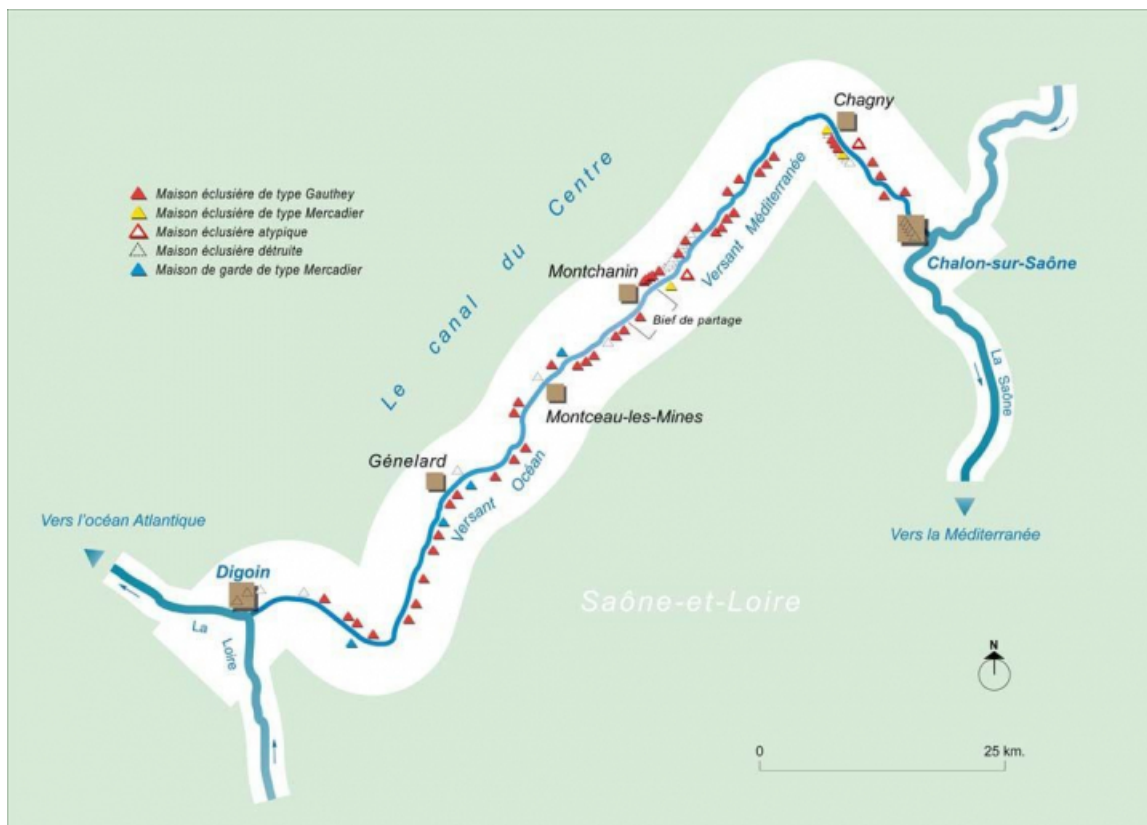 Chagny
Le canal du Centre
Maison éclusière de type Gauthey
Maison éclusière de type Mercadier
Maison éclusière atypique
Maison éclusière détruite
Maison de garde de type Mercadier
Versant Méditerranée
Chalon-sur-Saône
Montchanin
Bief de partage
La Saône
Montceau-les-Mines
Génelard
Versant Océan
Vers l'océan Atlantique
Vers la Méditerranée
Digoin
Saône-et-Loire
La Loire
N
0 25 km.